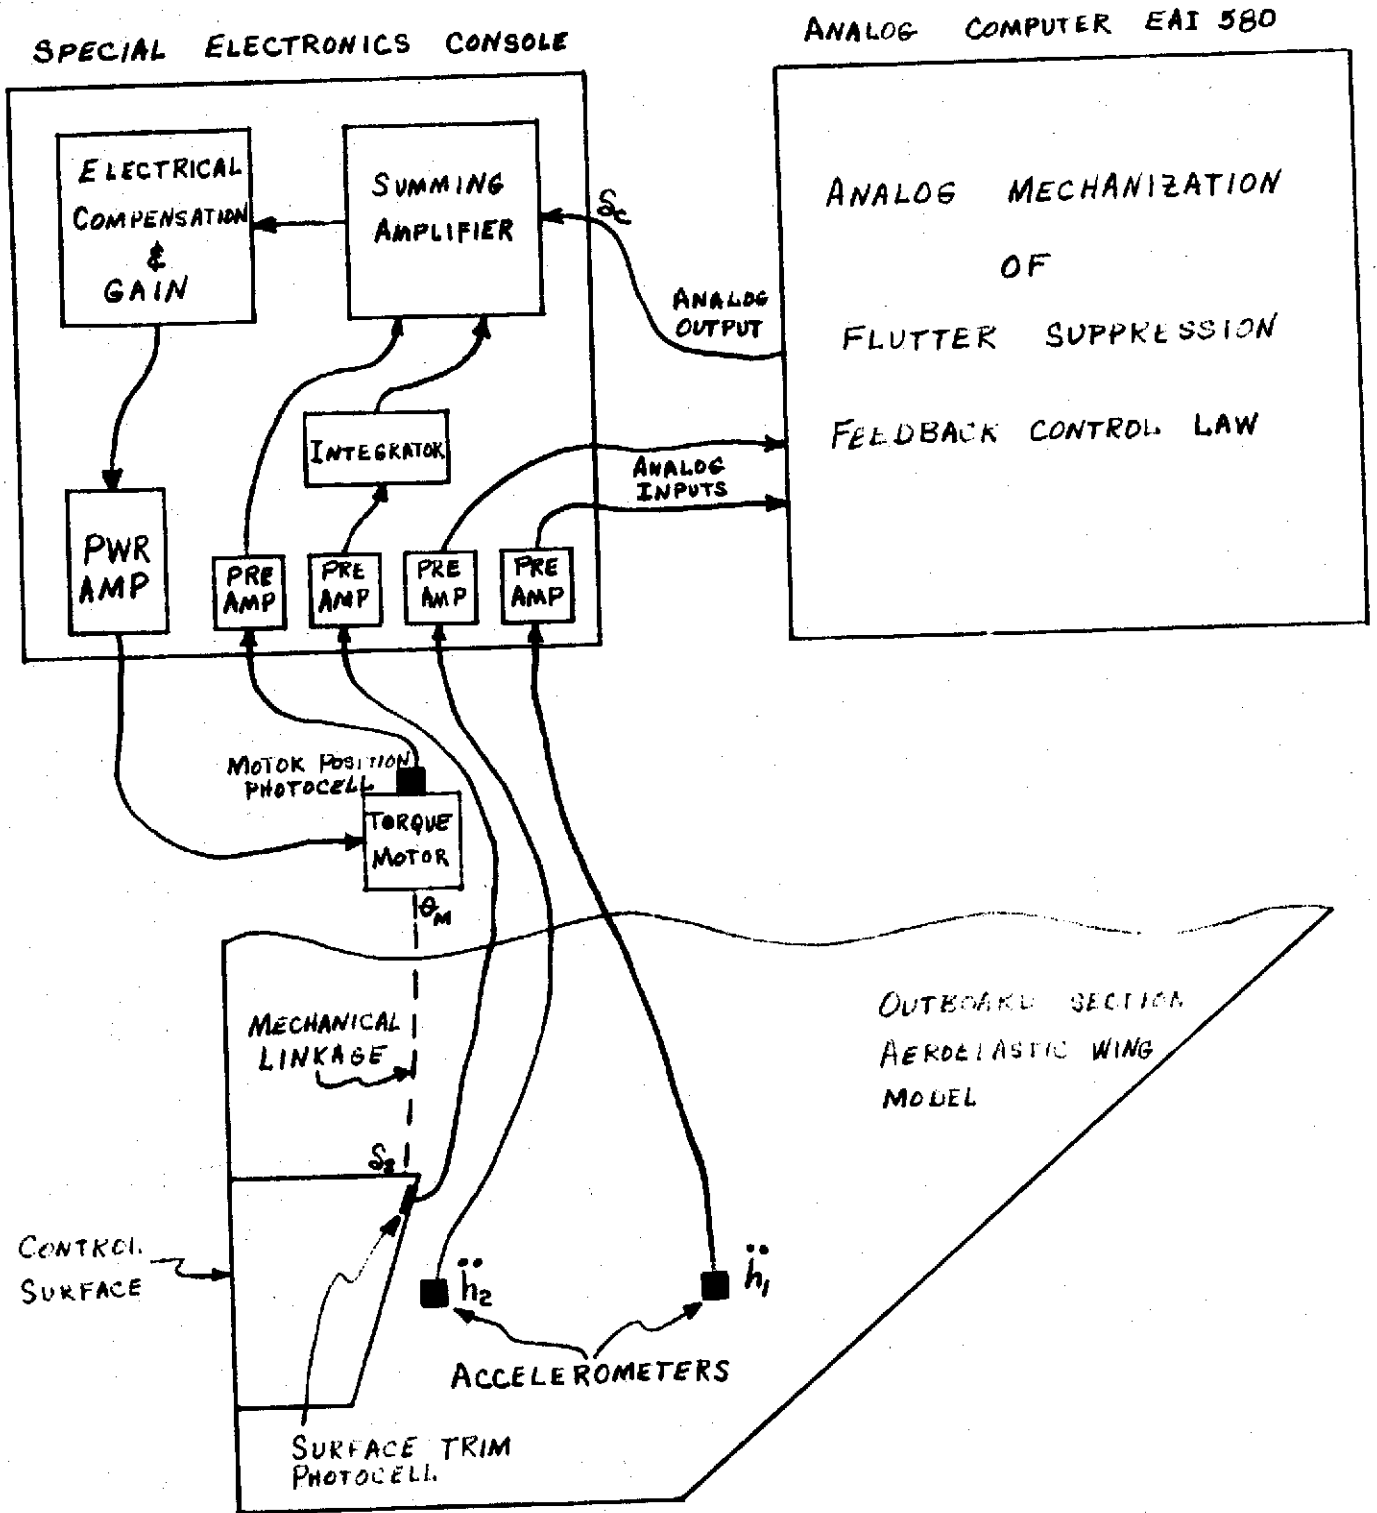 SPECIAL ELECTRONICS CONSOLE
ANALOG COMPUTER EAI 580
ELECTRICAL
COMPENSATION
&
GAIN
SUMMING
AMPLIFIER
δc
ANALOG
OUTPUT
ANALOG MECHANIZATION
OF
FLUTTER SUPPRESSION
FEEDBACK CONTROL LAW
INTEGRATOR
ANALOG
INPUTS
PWR
AMP
PRE
AMP
PRE
AMP
PRE
AMP
PRE
AMP
MOTOR POSITION
PHOTOCELL
TORQUE
MOTOR
θM
MECHANICAL
LINKAGE
OUTBOARD SECTION
AEROELASTIC WING
MODEL
δ2
CONTROL
SURFACE
ḧ2
ḧ1
ACCELEROMETERS
SURFACE TRIM
PHOTOCELL